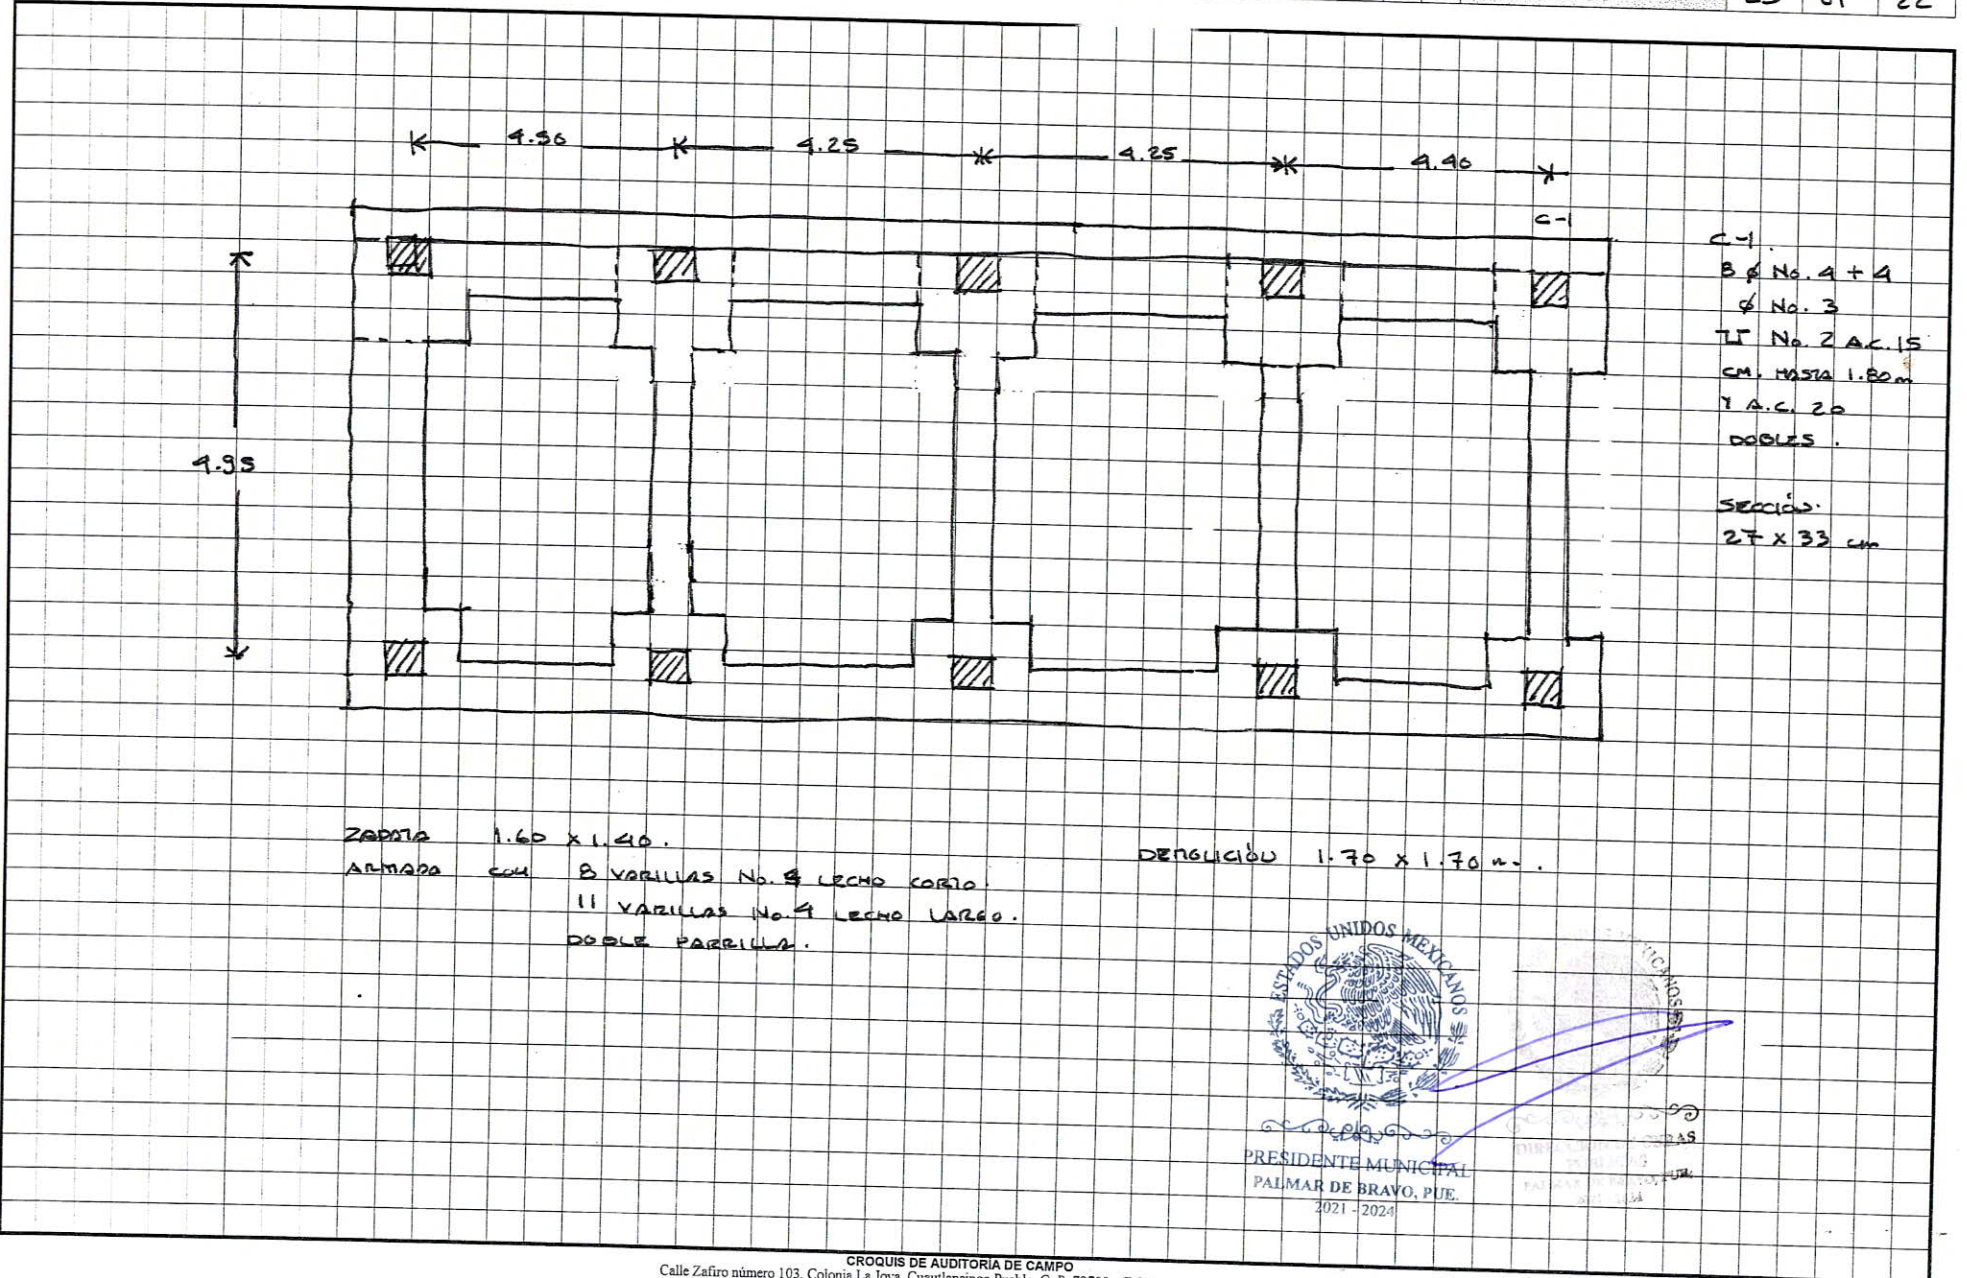 22
4.50 4.25 4.25 4.40
C-1
C-1.
8 ø No. 4 + 4
ø No. 3
No. 2 A.C. 15
CM. HASTA 1.80 m
Y A.C. 20
DOBLES.
SECCIÓN.
27 x 33 cm
4.95
ZAPATA 1.60 x 1.40.
ARMADO CON 8 VARILLAS No. 4 LECHO CORTO.
11 VARILLAS No. 4 LECHO LARGO.
DOBLE PARRILLA.
DEMOLICIÓN 1.70 x 1.70 m.
ESTADOS UNIDOS MEXICANOS
PRESIDENTE MUNICIPAL
PALMAR DE BRAVO, PUE.
2021 - 2024
CROQUIS DE AUDITORÍA DE CAMPO
Calle Zafiro número 103, Colonia La Joya